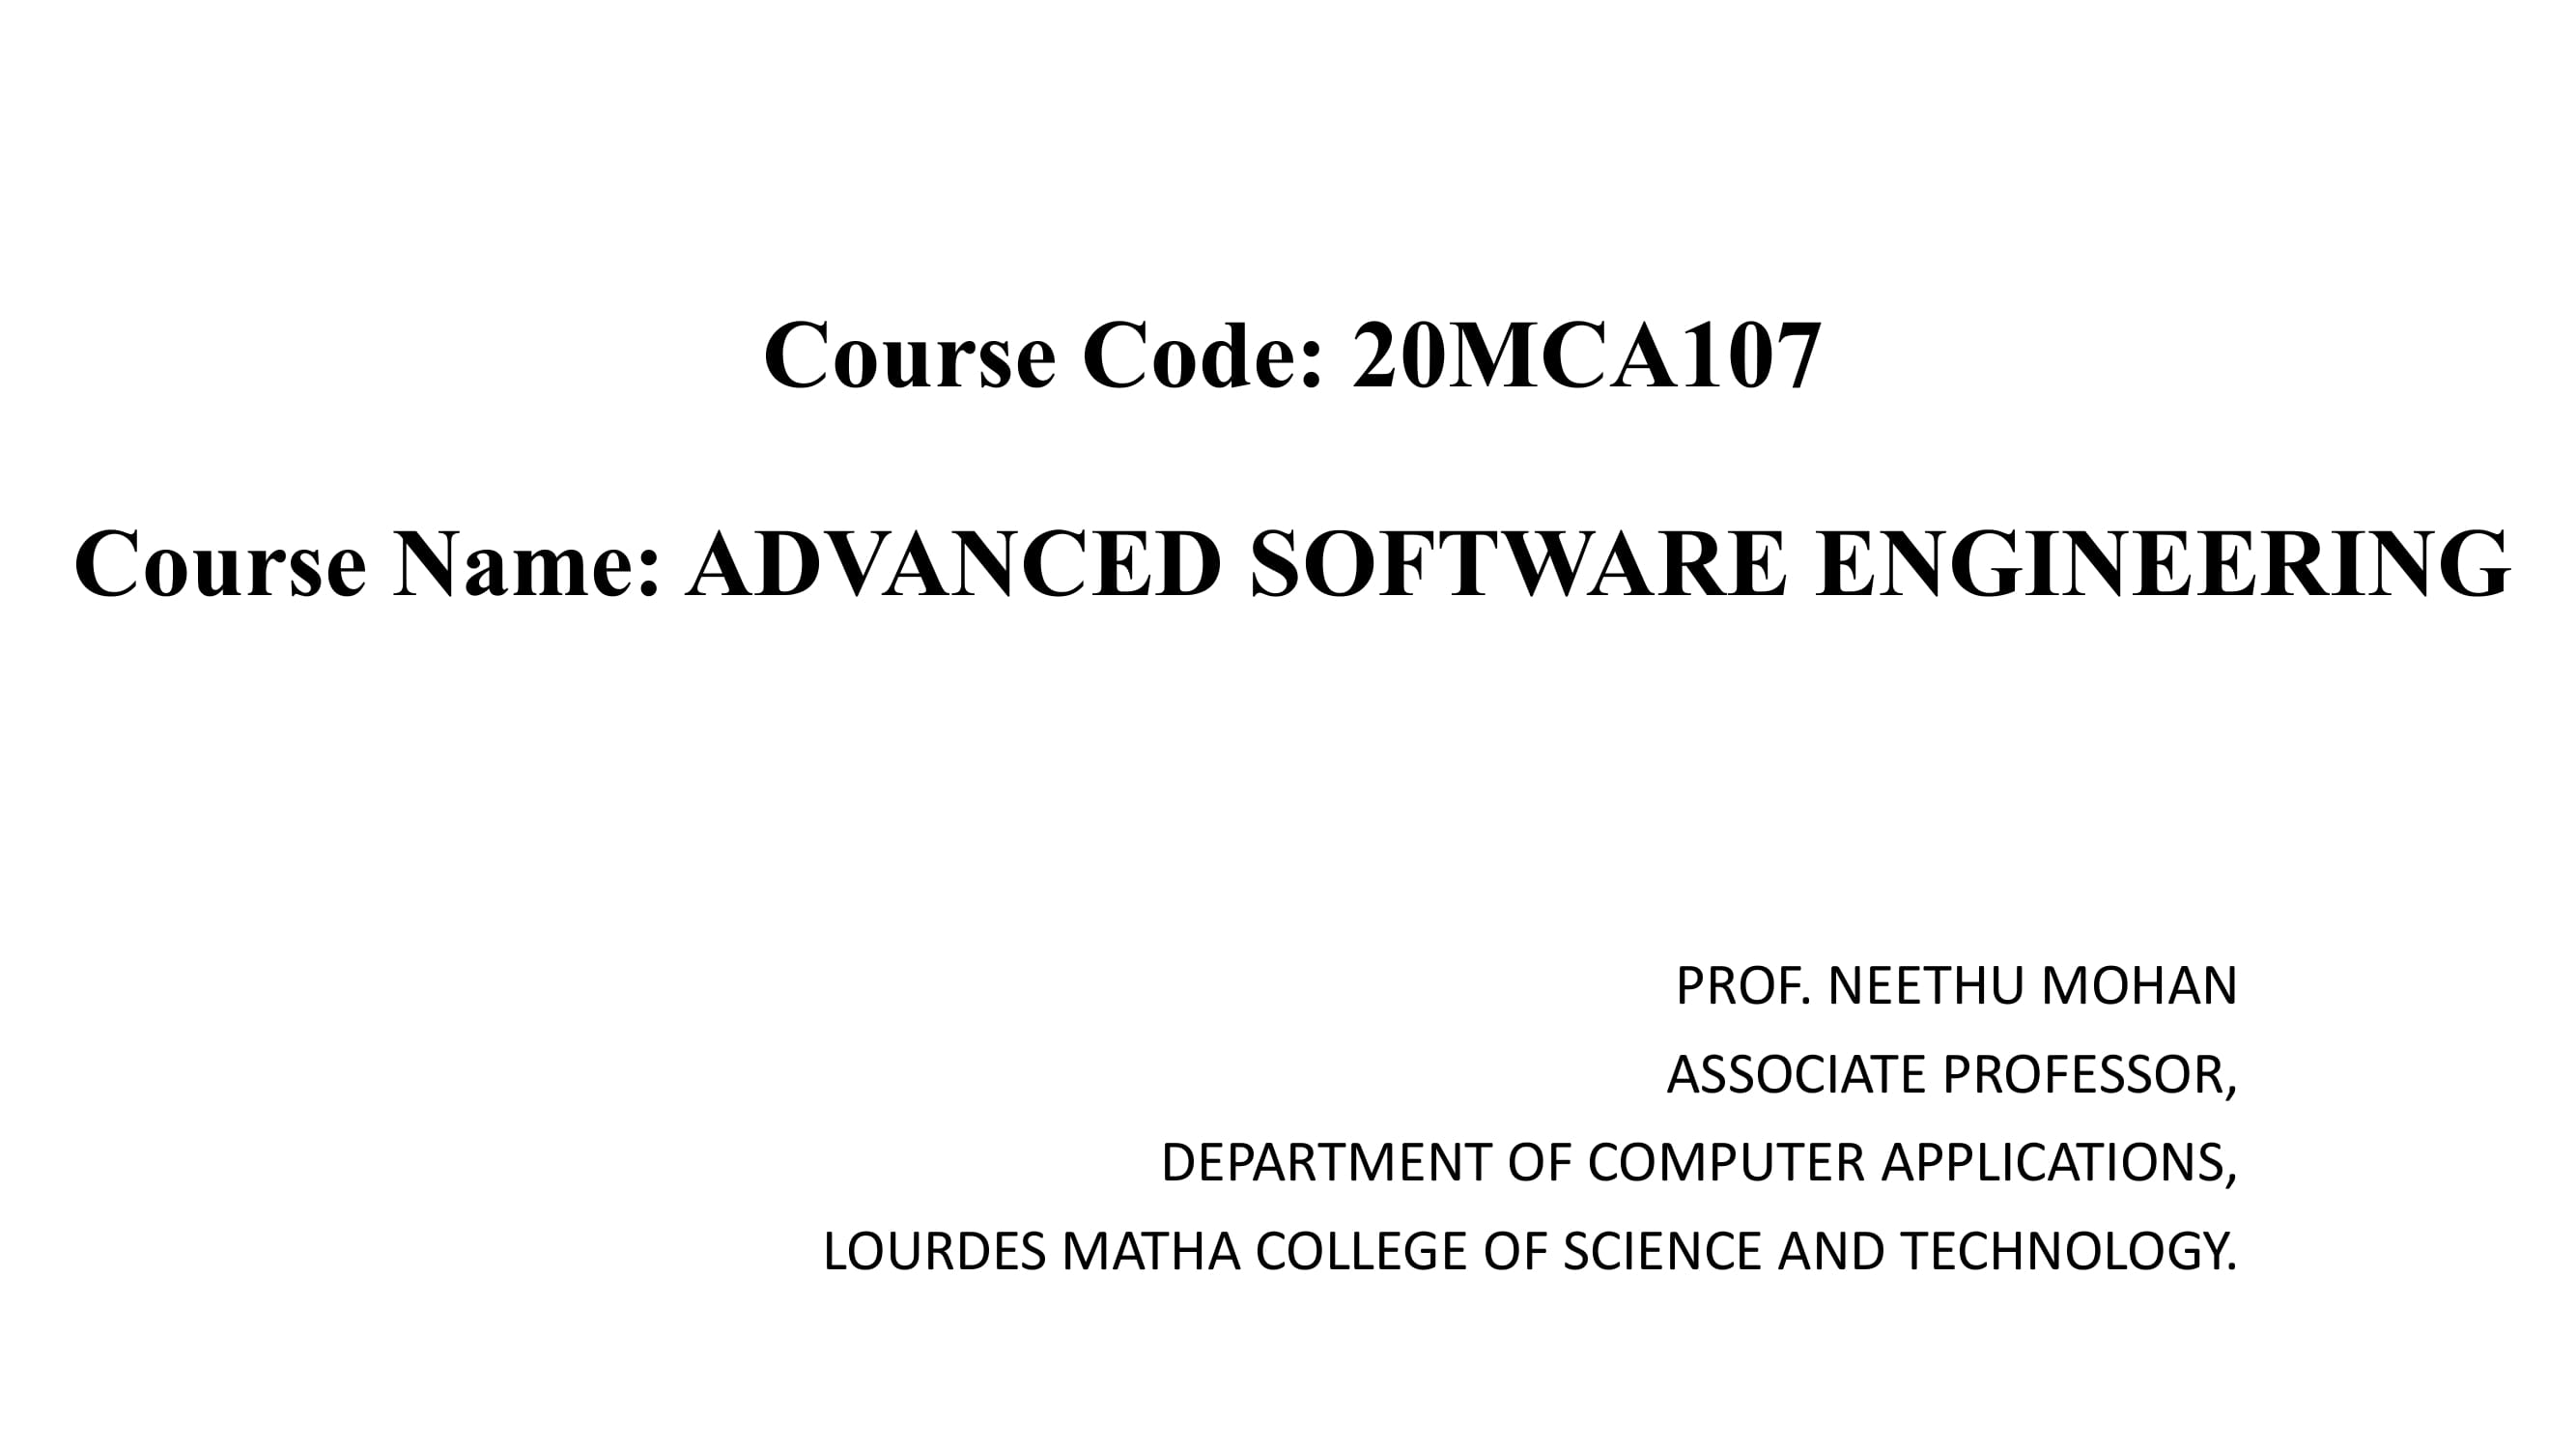 Course Code: 20MCA107
Course Name: ADVANCED SOFTWARE ENGINEERING
PROF. NEETHU MOHAN
ASSOCIATE PROFESSOR,
DEPARTMENT OF COMPUTER APPLICATIONS,
LOURDES MATHA COLLEGE OF SCIENCE AND TECHNOLOGY.